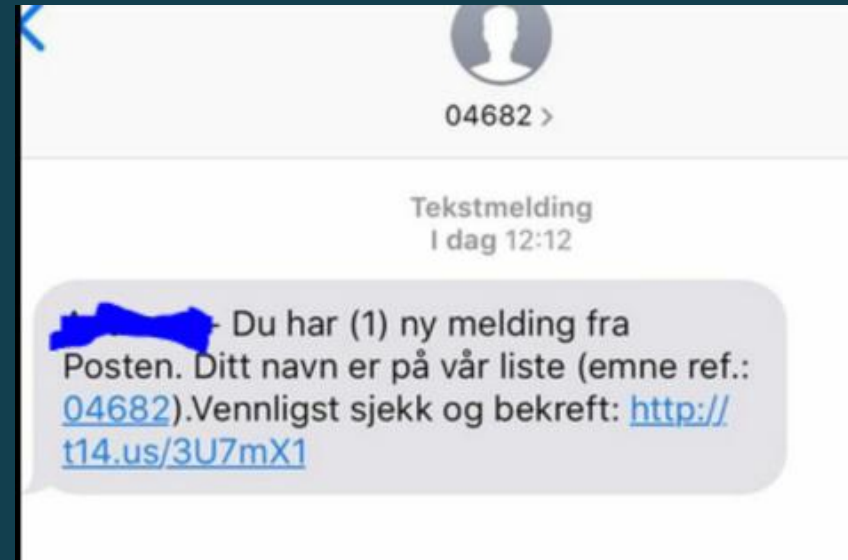 04682 >
Tekstmelding
I dag 12:12
- Du har (1) ny melding fra
Posten. Ditt navn er på vår liste (emne ref.:
04682).Vennligst sjekk og bekreft: http://
t14.us/3U7mX1